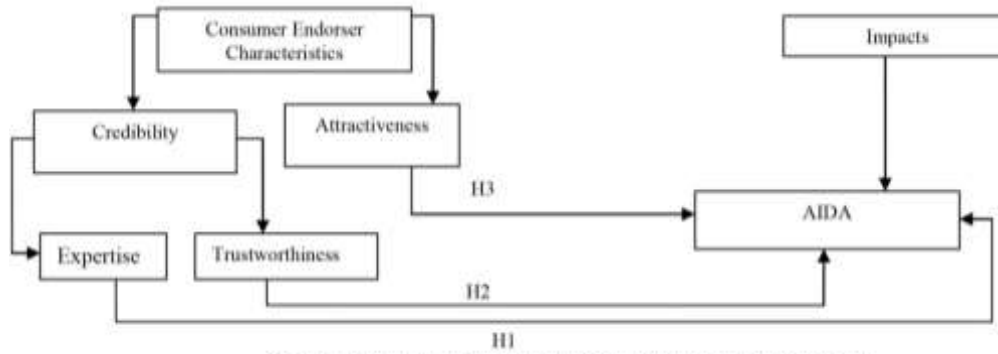 Consumer Endorser
Characteristics
Impacts
Credibility
Attractiveness
H3
AIDA
Expertise
Trustworthiness
H2
H1